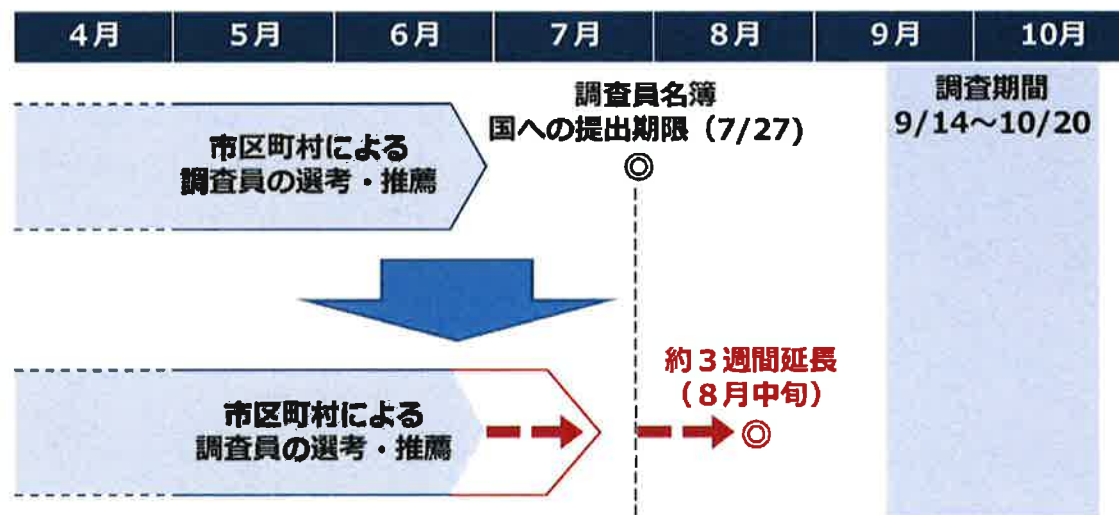 4月 5月 6月 7月 8月 9月 10月
調査員名簿
国への提出期限（7/27)
調査期間
9/14～10/20
市区町村による
調査員の選考・推薦
約３週間延長
（８月中旬）
市区町村による
調査員の選考・推薦